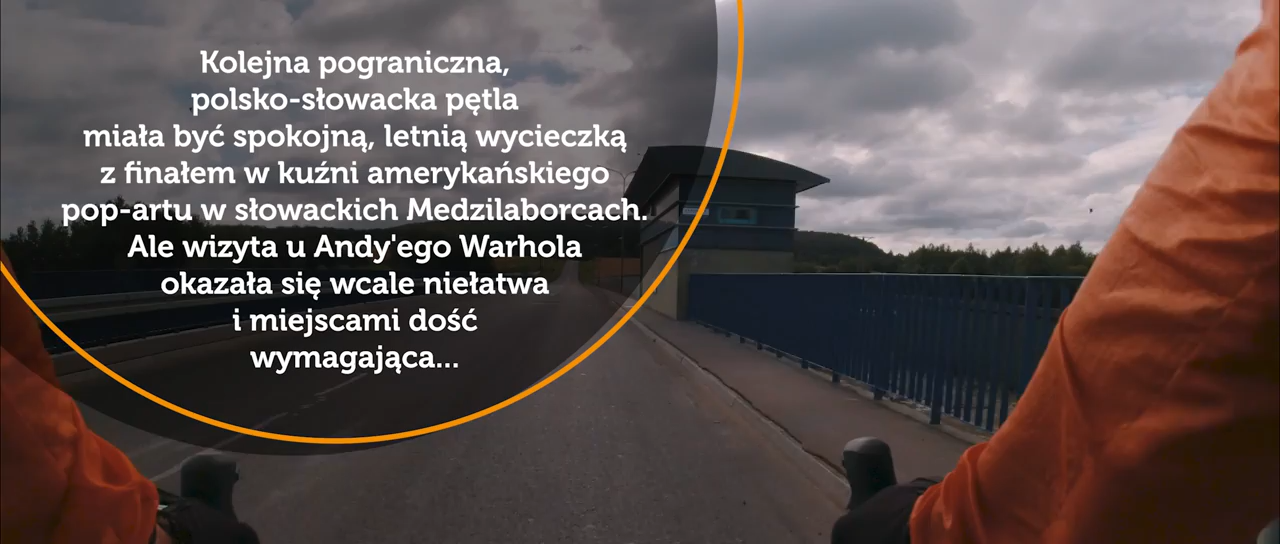 Kolejna pograniczna,
polsko-słowacka pętla
miała być spokojną, letnią wycieczką
z finałem w kuźni amerykańskiego
pop-artu w słowackich Medzilaborcach.
Ale wizyta u Andy'ego Warhola
okazała się wcale niełatwa
i miejscami dość
wymagająca...